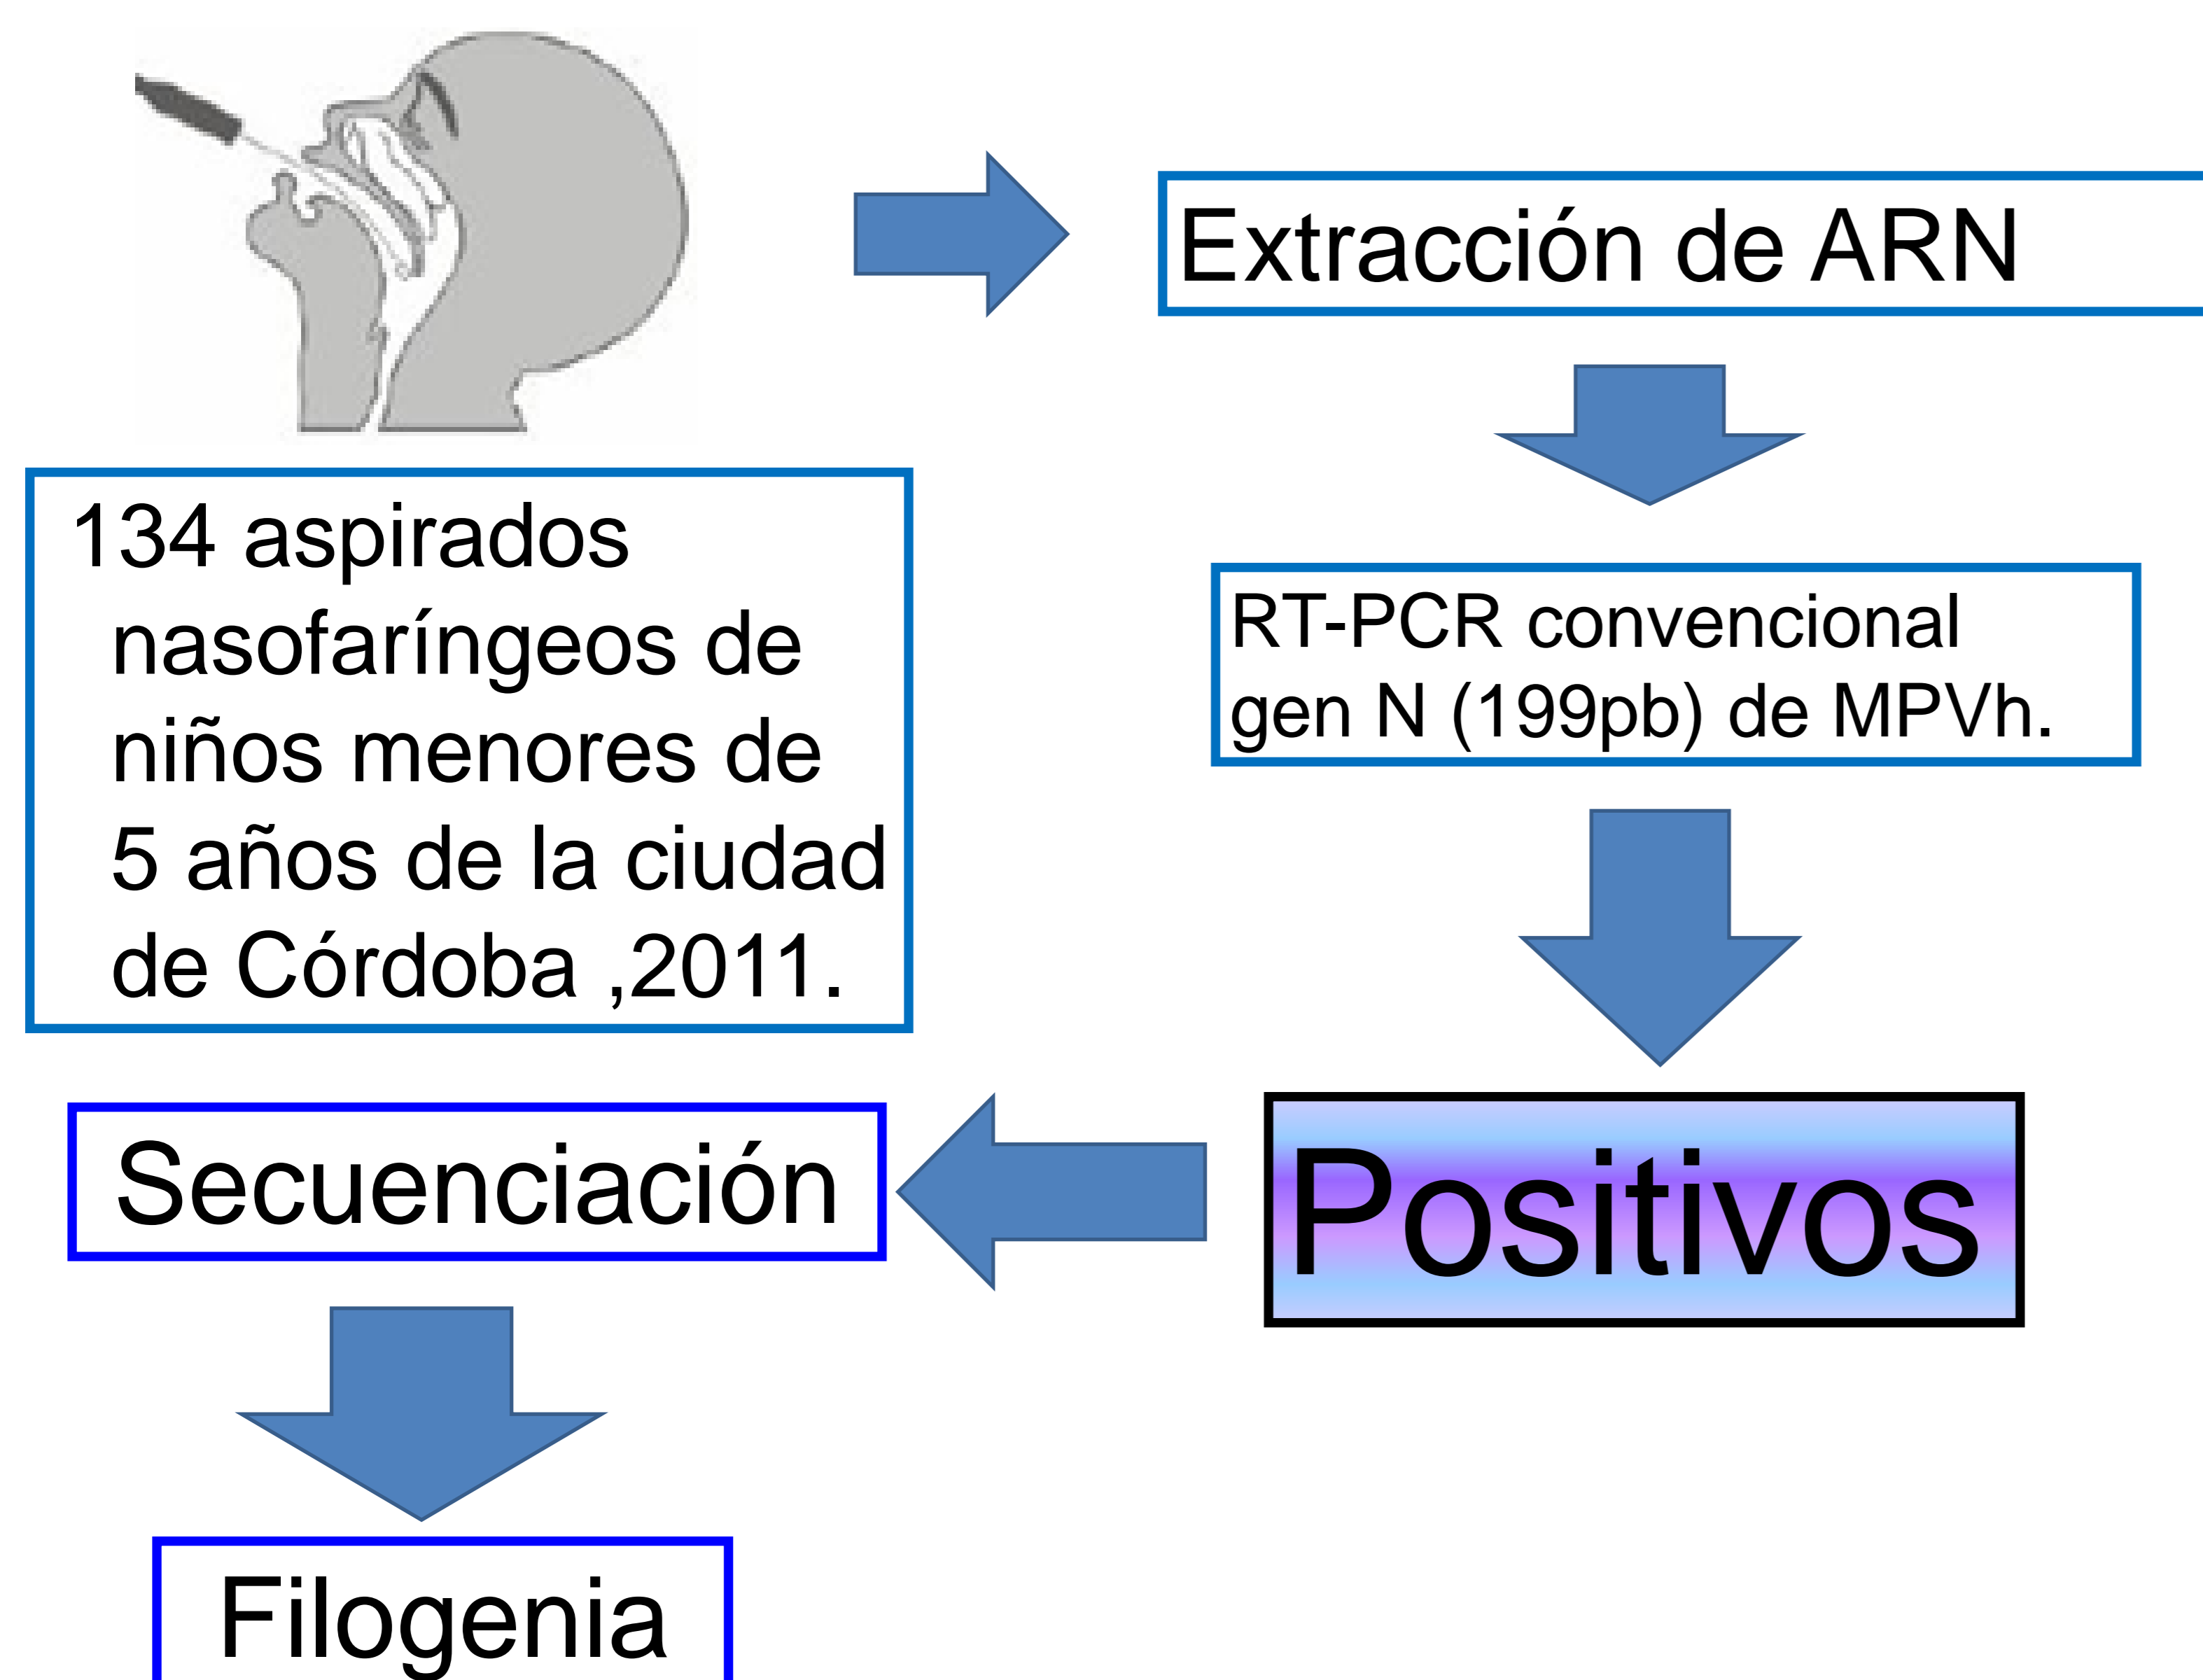 134 aspirados
nasofaríngeos de
niños menores de
5 años de la ciudad
de Córdoba ,2011.
Extracción de ARN
RT-PCR convencional
gen N (199pb) de MPVh.
Positivos
Secuenciación
Filogenia